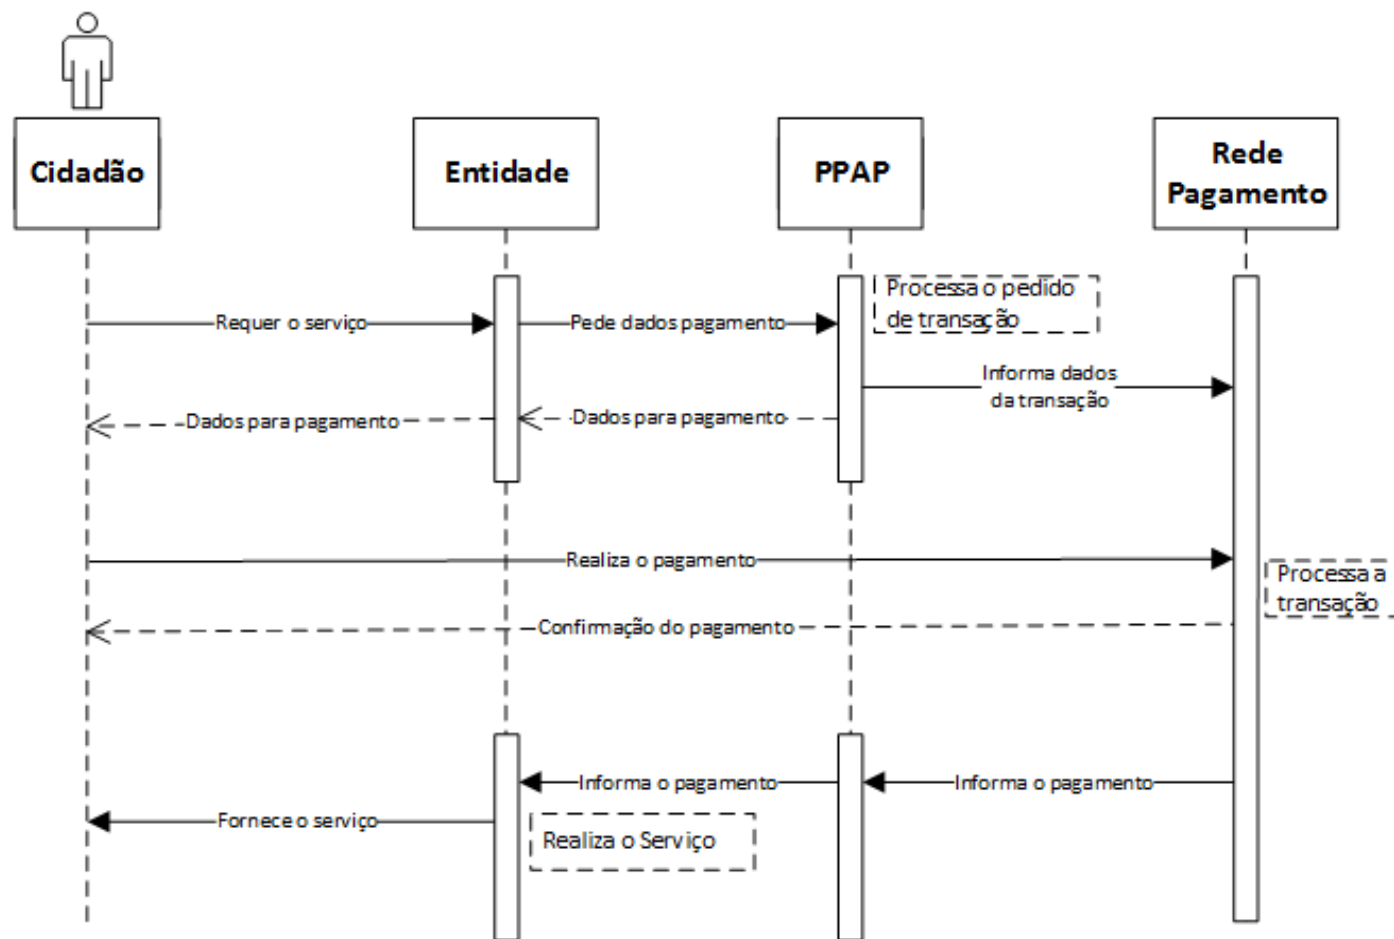 Cidadão
Entidade
PPAP
Rede
Pagamento
Processa o pedido
de transação
Requer o serviço
Pede dados pagamento
Informa dados
da transação
Dados para pagamento
Dados para pagamento
Realiza o pagamento
Processa a
transação
Confirmação do pagamento
Informa o pagamento
Informa o pagamento
Fornece o serviço
Realiza o Serviço